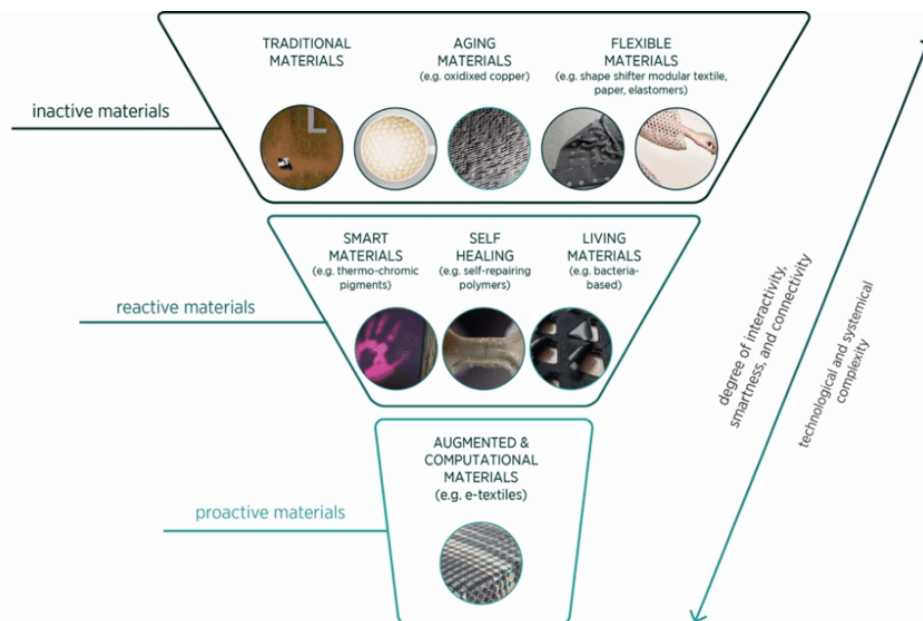 TRADITIONAL
MATERIALS
AGING
MATERIALS
(e.g. oxidixed copper)
FLEXIBLE
MATERIALS
(e.g. shape shifter modular textile,
paper, elastomers)
inactive materials
SMART
MATERIALS
(e.g. thermo-chromic
pigments)
SELF
HEALING
(e.g. self-repairing
polymers)
LIVING
MATERIALS
(e.g. bacteria-
based)
reactive materials
AUGMENTED &
COMPUTATIONAL
MATERIALS
(e.g. e-textiles)
proactive materials
degree of interactivity,
smartness, and connectivity
technological and systemical
complexity